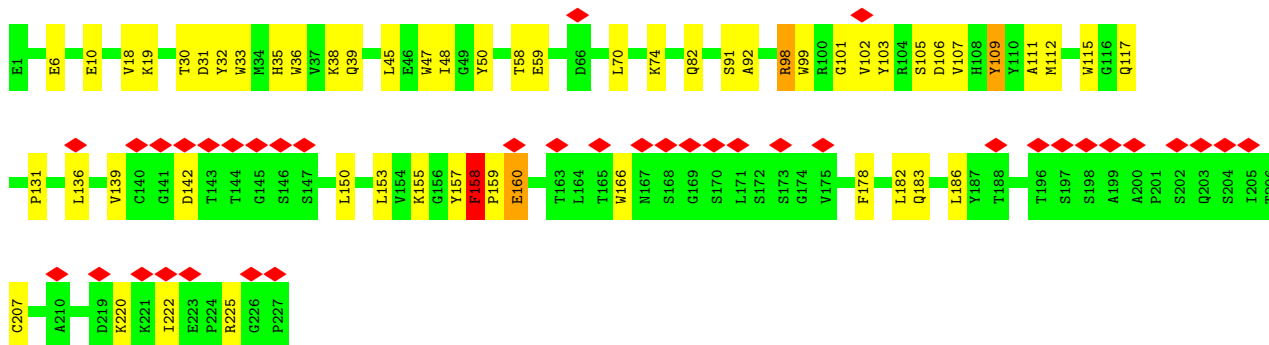 E1 E6 E10 V18 K19 T30 D31 Y32 W33 M34 H35 W36 V37 K38 Q39 L45 E46 W47 I48 G49 Y50 T58 E59 D66 L70 K74 Q82 S91 A92 R98 W99 R100 G101 V102 Y103 R104 S105 D106 V107 H108 Y109 Y110 A111 M112 W115 G116 Q117
P131 L136 V139 C140 G141 D142 T143 T144 G145 S146 S147 L150 L153 V154 K155 G156 Y157 F158 P159 E160 T163 L164 T165 W166 N167 S168 G169 S170 L171 S172 S173 G174 V175 F178 L182 Q183 L186 Y187 T188 T196 S197 S198 A199 A200 P201 S202 Q203 S204 I205
C207 A210 D219 K220 K221 I222 E223 P224 R225 G226 P227